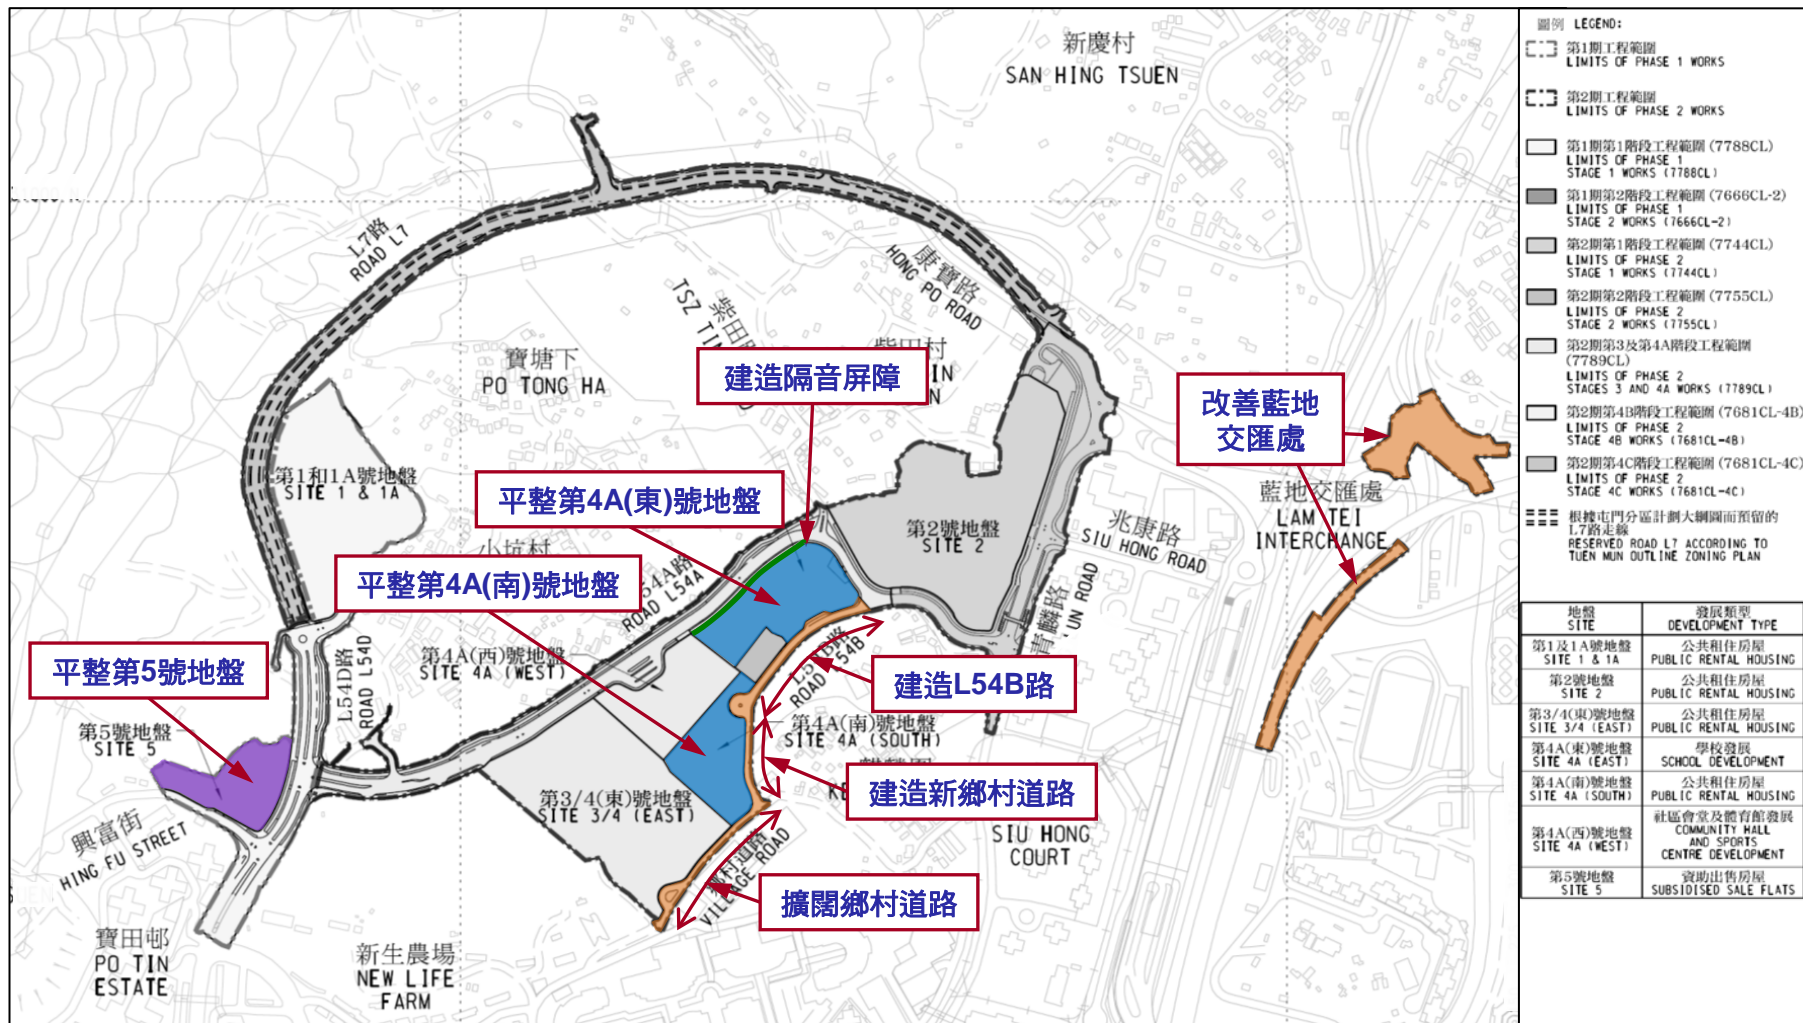 新慶村
SAN HING TSUEN
L7路
ROAD L7
康寶路
HONG PO ROAD
寶塘下
PO TONG HA
建造隔音屏障
改善藍地
交匯處
第1和1A號地盤
SITE 1 & 1A
平整第4A(東)號地盤
小坑村
平整第4A(南)號地盤
ROAD L54A
第2號地盤
SITE 2
兆康路
SIU HONG ROAD
藍地交匯處
LAM TEI
INTERCHANGE
青麟路
平整第5號地盤
L54D路
ROAD L54D
第4A(西)號地盤
SITE 4A (WEST)
建造L54B路
第5號地盤
SITE 5
第4A(南)號地盤
SITE 4A (SOUTH)
建造新鄉村道路
第3/4(東)號地盤
SITE 3/4 (EAST)
興富街
HING FU STREET
鄉村道路
VILLAGE ROAD
SIU HONG
COURT
擴闊鄉村道路
寶田邨
PO TIN
ESTATE
新生農場
NEW LIFE
FARM
圖例 LEGEND:
第1期工程範圍
LIMITS OF PHASE 1 WORKS
第2期工程範圍
LIMITS OF PHASE 2 WORKS
第1期第1階段工程範圍 (7788CL)
LIMITS OF PHASE 1
STAGE 1 WORKS (7788CL)
第1期第2階段工程範圍 (7666CL-2)
LIMITS OF PHASE 1
STAGE 2 WORKS (7666CL-2)
第2期第1階段工程範圍 (7744CL)
LIMITS OF PHASE 2
STAGE 1 WORKS (7744CL)
第2期第2階段工程範圍 (7755CL)
LIMITS OF PHASE 2
STAGE 2 WORKS (7755CL)
第2期第3及第4A階段工程範圍
(7789CL)
LIMITS OF PHASE 2
STAGES 3 AND 4A WORKS (7789CL)
第2期第4B階段工程範圍 (7681CL-4B)
LIMITS OF PHASE 2
STAGE 4B WORKS (7681CL-4B)
第2期第4C階段工程範圍 (7681CL-4C)
LIMITS OF PHASE 2
STAGE 4C WORKS (7681CL-4C)
根據屯門分區計劃大綱圖而預留的
L7路走線
RESERVED ROAD L7 ACCORDING TO
TUEN MUN OUTLINE ZONING PLAN
地盤 發展類型
SITE DEVELOPMENT TYPE
第1及1A號地盤 公共租住房屋
SITE 1 & 1A PUBLIC RENTAL HOUSING
第2號地盤 公共租住房屋
SITE 2 PUBLIC RENTAL HOUSING
第3/4(東)號地盤 公共租住房屋
SITE 3/4 (EAST) PUBLIC RENTAL HOUSING
第4A(東)號地盤 學校發展
SITE 4A (EAST) SCHOOL DEVELOPMENT
第4A(南)號地盤 公共租住房屋
SITE 4A (SOUTH) PUBLIC RENTAL HOUSING
第4A(西)號地盤 社區會堂及體育館發展
SITE 4A (WEST) COMMUNITY HALL
AND SPORTS
CENTRE DEVELOPMENT
第5號地盤 資助出售房屋
SITE 5 SUBSIDISED SALE FLATS